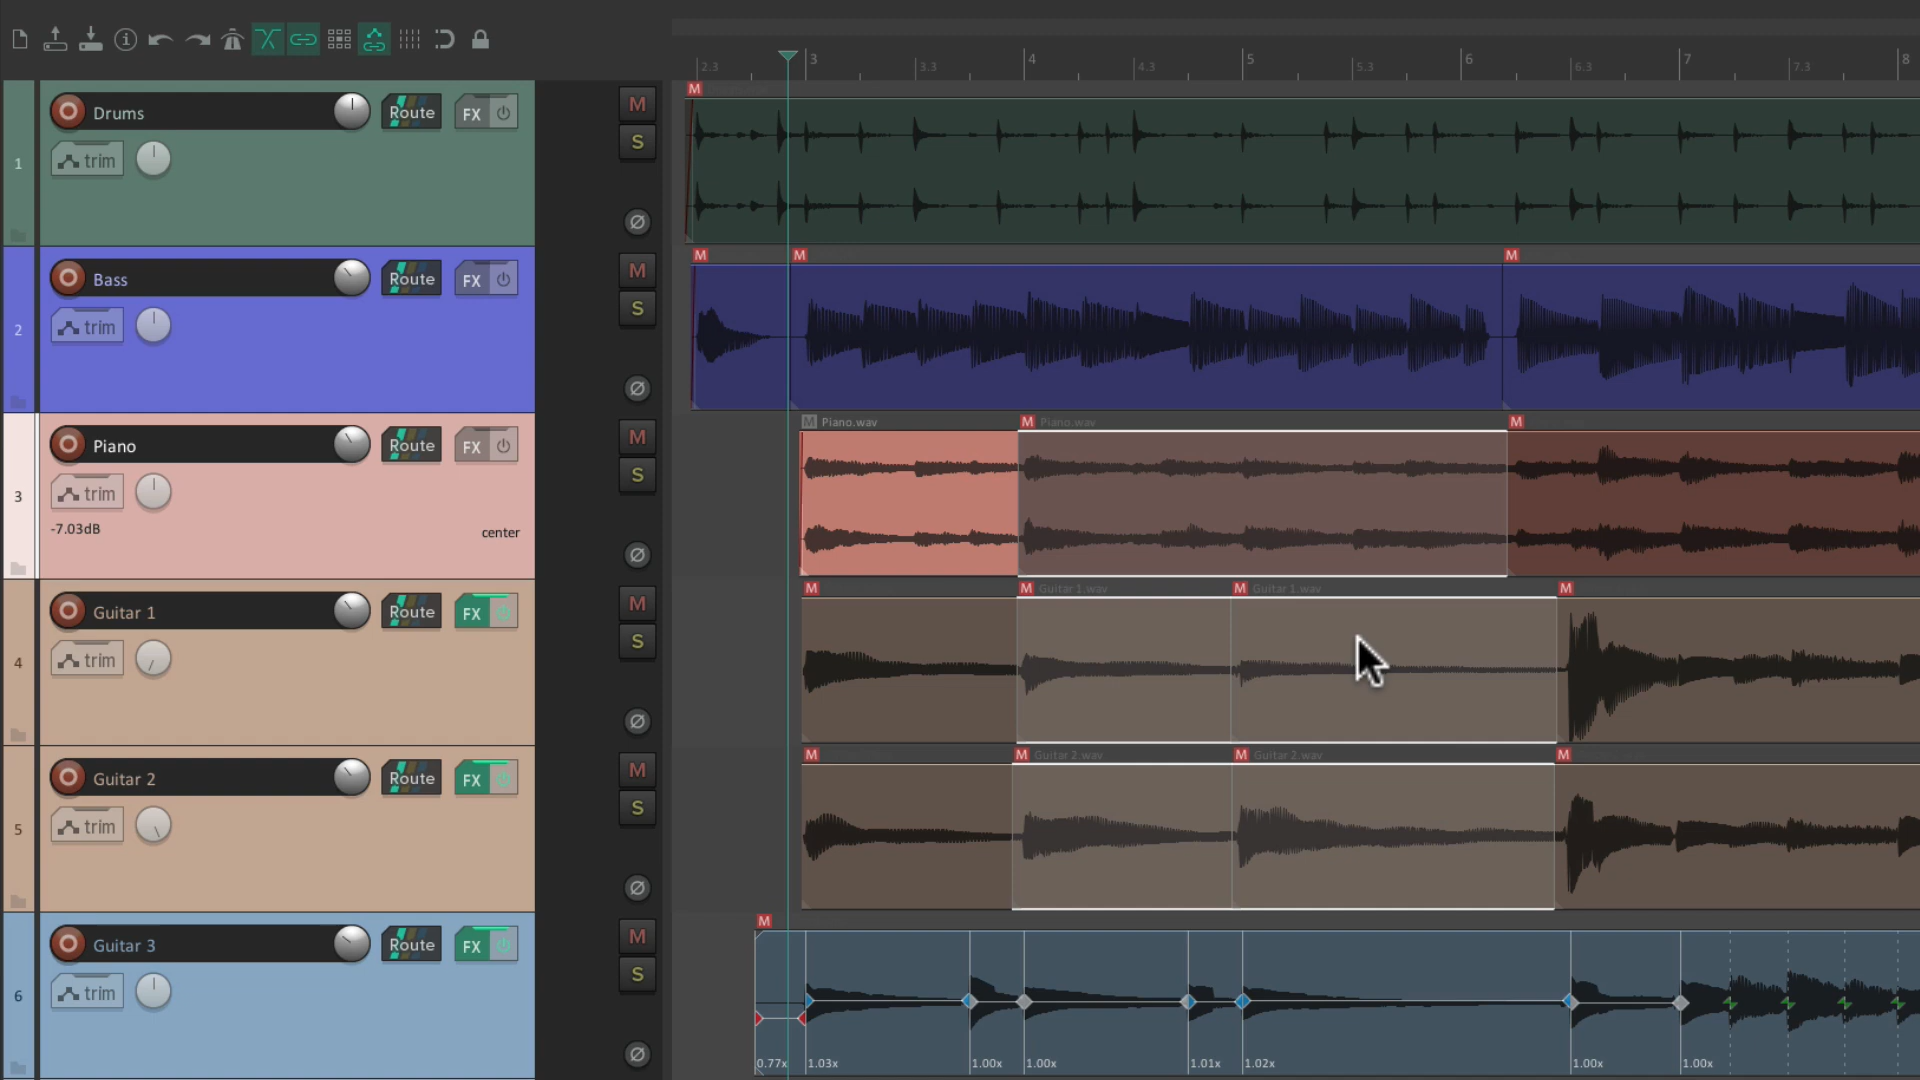 2.3 3 3.3 4 4.3 5 5.3 6 6.3 7 7.3 8
M
1 Drums Route FX M
trim S
Ø
M M M
2 Bass Route FX M
trim S
Ø
M Piano.wav M Piano.wav M
3 Piano Route FX M
trim S
-7.03dB center
Ø
M M Guitar 1.wav M Guitar 1.wav M
4 Guitar 1 Route FX M
trim S
Ø
M M Guitar 2.wav M Guitar 2.wav M
5 Guitar 2 Route FX M
trim S
Ø
M
6 Guitar 3 Route FX M
trim S
Ø
0.77x 1.03x 1.00x 1.00x 1.01x 1.02x 1.00x 1.00x